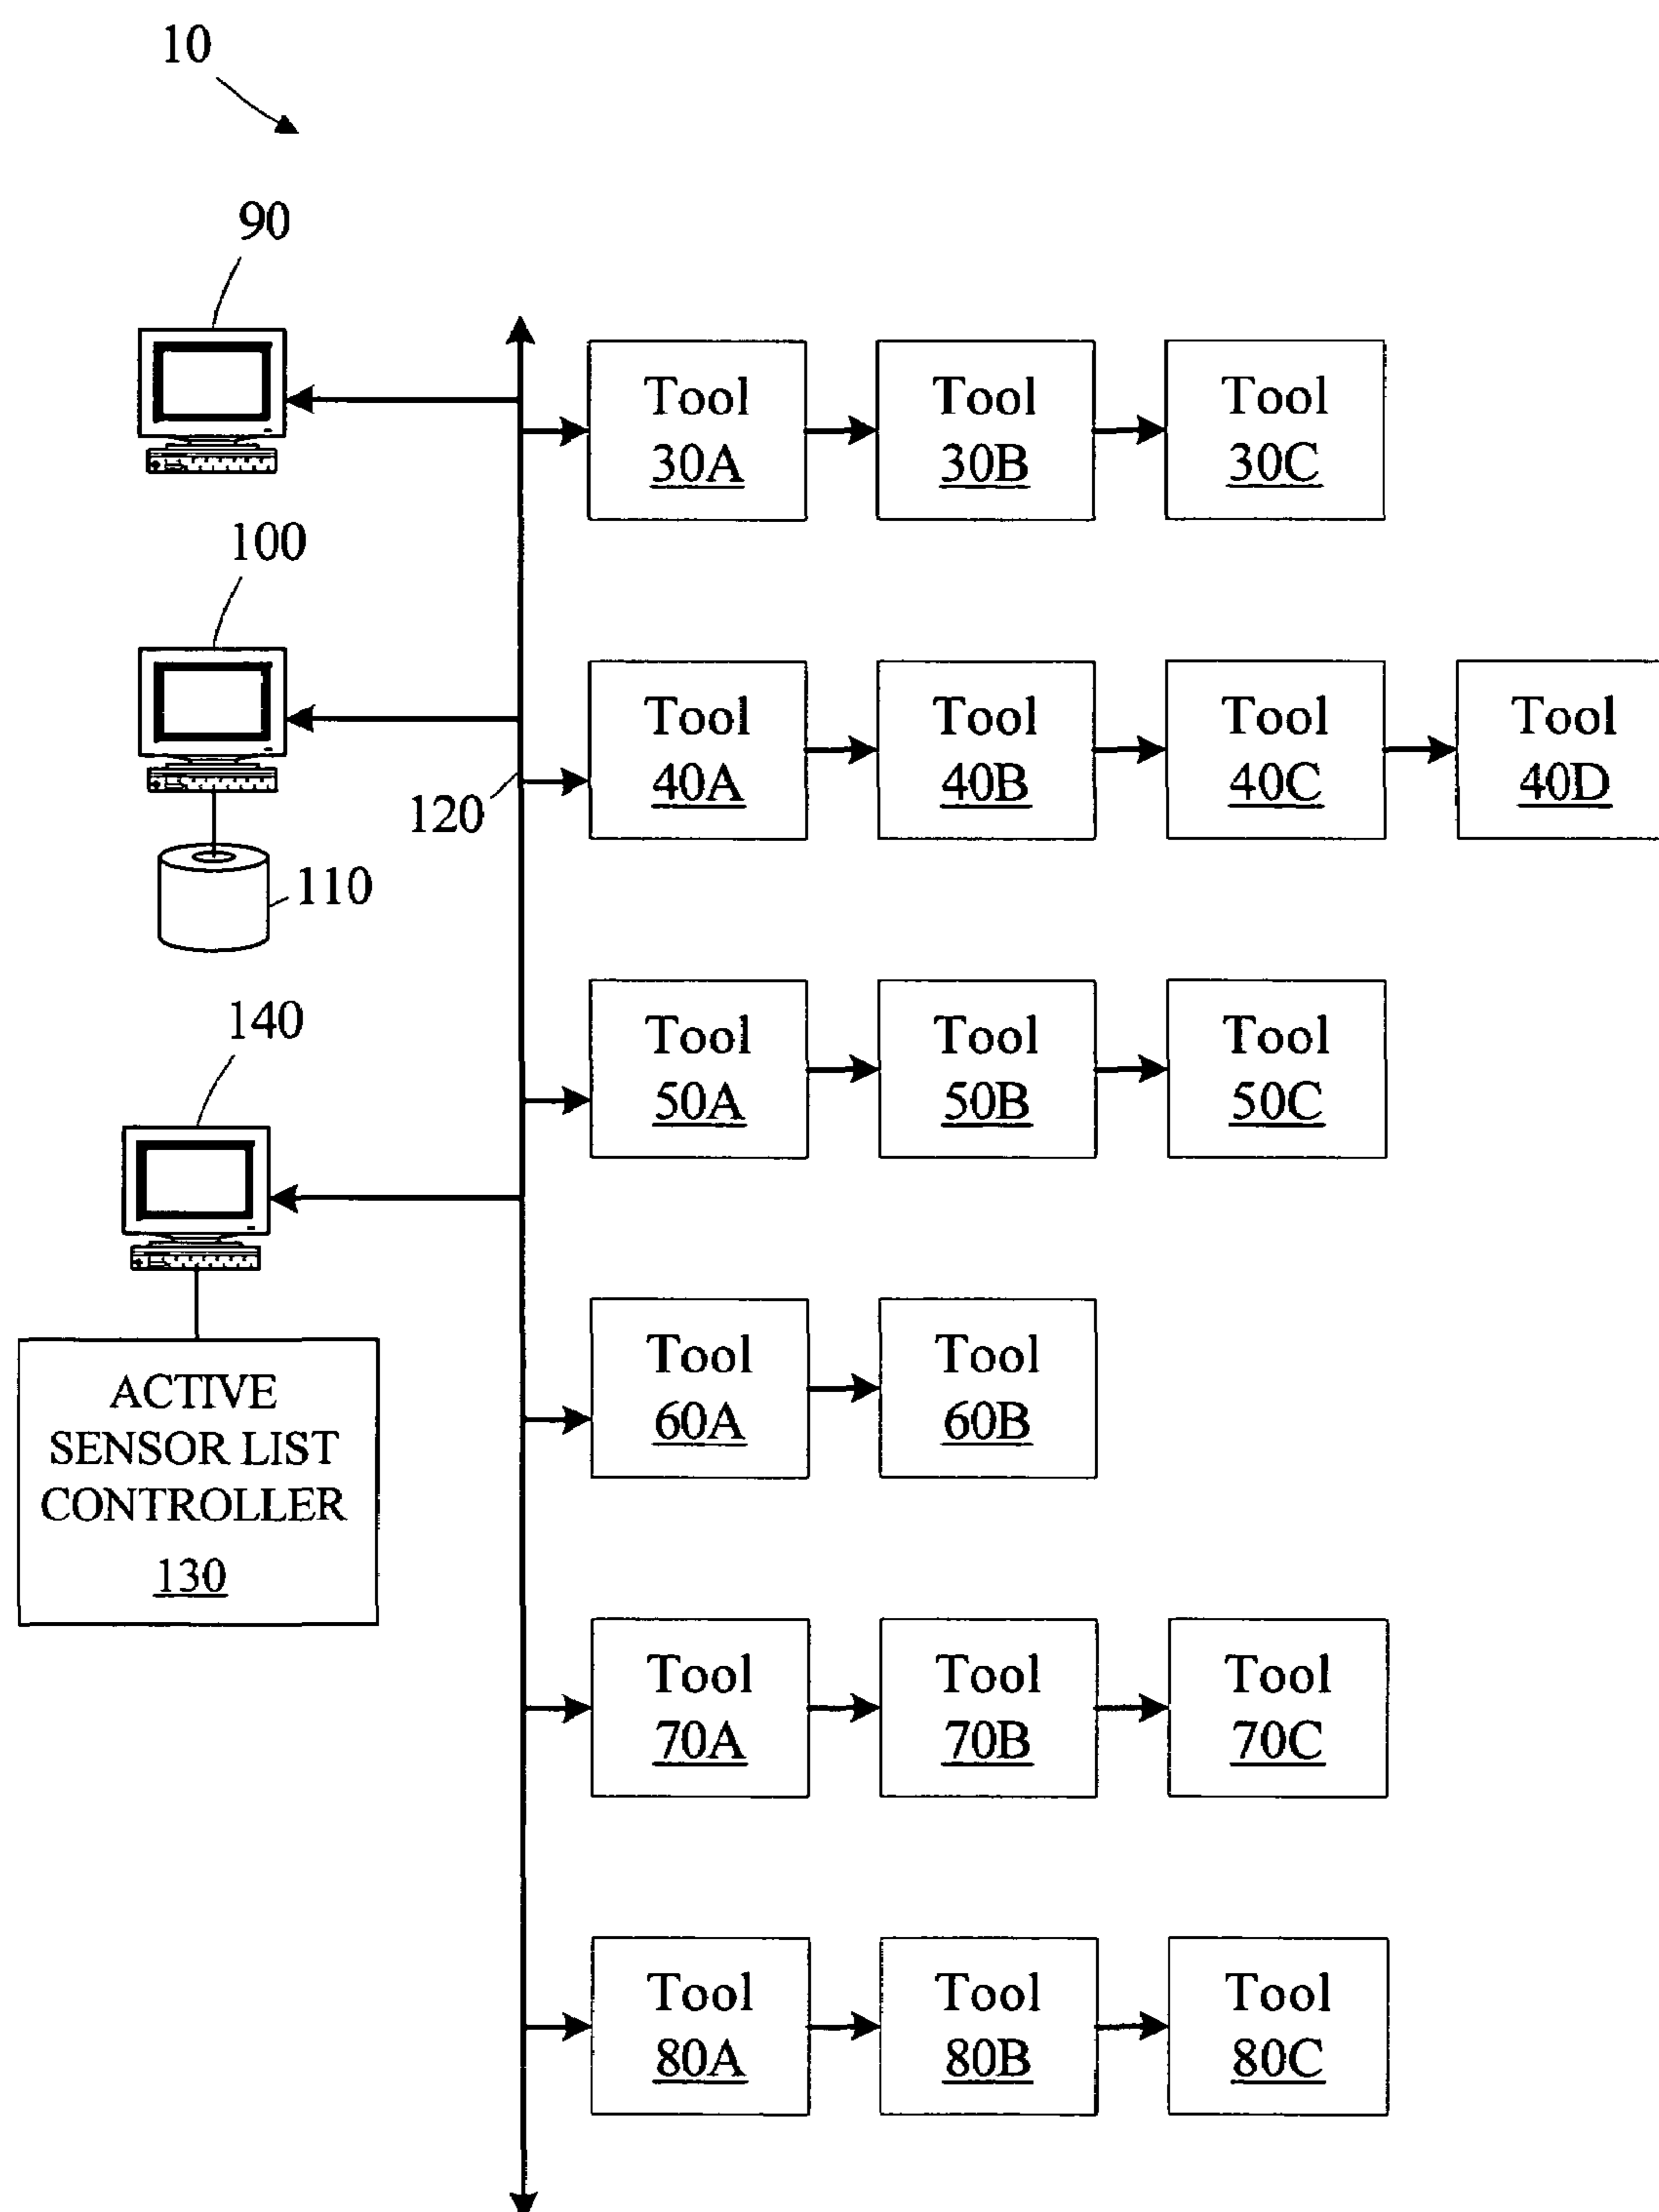 10
90
Tool
30A
Tool
30B
Tool
30C
100
Tool
40A
Tool
40B
Tool
40C
Tool
40D
120
110
140
Tool
50A
Tool
50B
Tool
50C
Tool
60A
Tool
60B
ACTIVE
SENSOR LIST
CONTROLLER
130
Tool
70A
Tool
70B
Tool
70C
Tool
80A
Tool
80B
Tool
80C